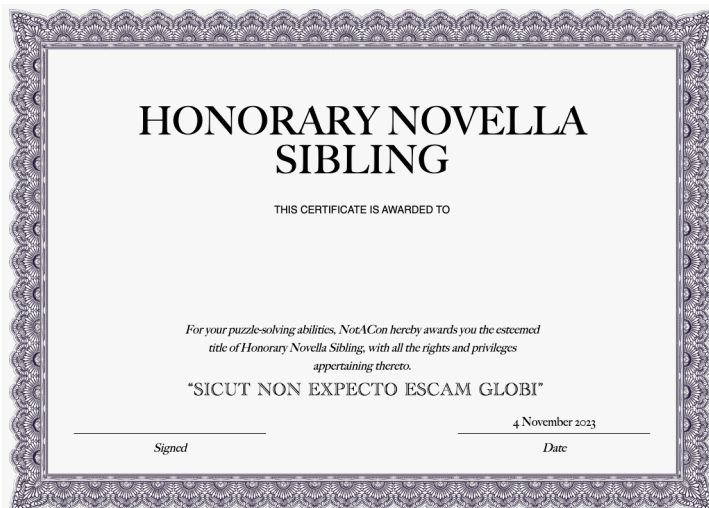 HONORARY NOVELLA
SIBLING
THIS CERTIFICATE IS AWARDED TO
For your puzzle-solving abilities, NotACon hereby awards you the esteemed
title of Honorary Novella Sibling, with all the rights and privileges
appertaining thereto.
“SICUT NON EXPECTO ESCAM GLOBI”
4 November 2023
Signed
Date